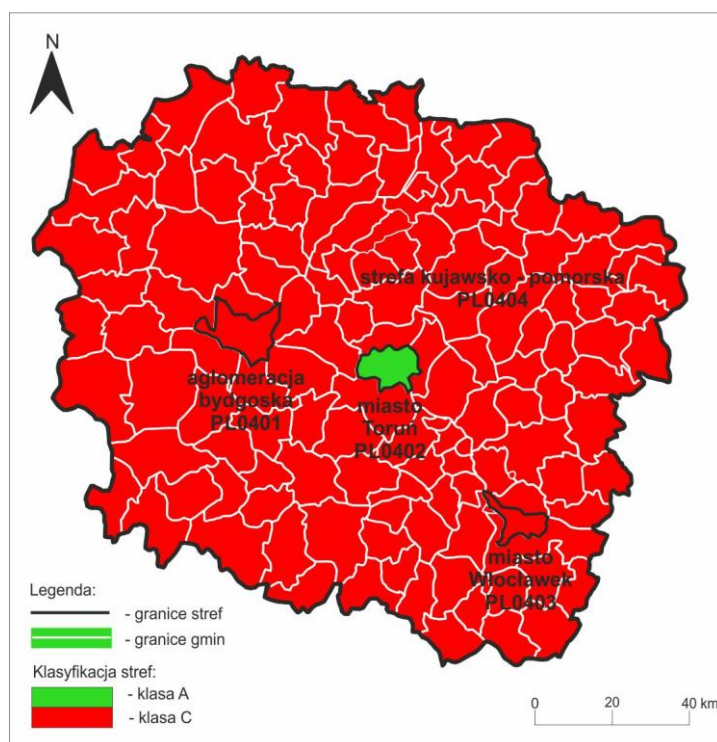 N
strefa kujawsko - pomorska
PL0404
aglomeracja
bydgoska
PL0401
miasto
Toruń
PL0402
miasto
Włocławek
PL0403
Legenda:
- granice stref
- granice gmin
Klasyfikacja stref:
- klasa A
- klasa C
0 20 40 km